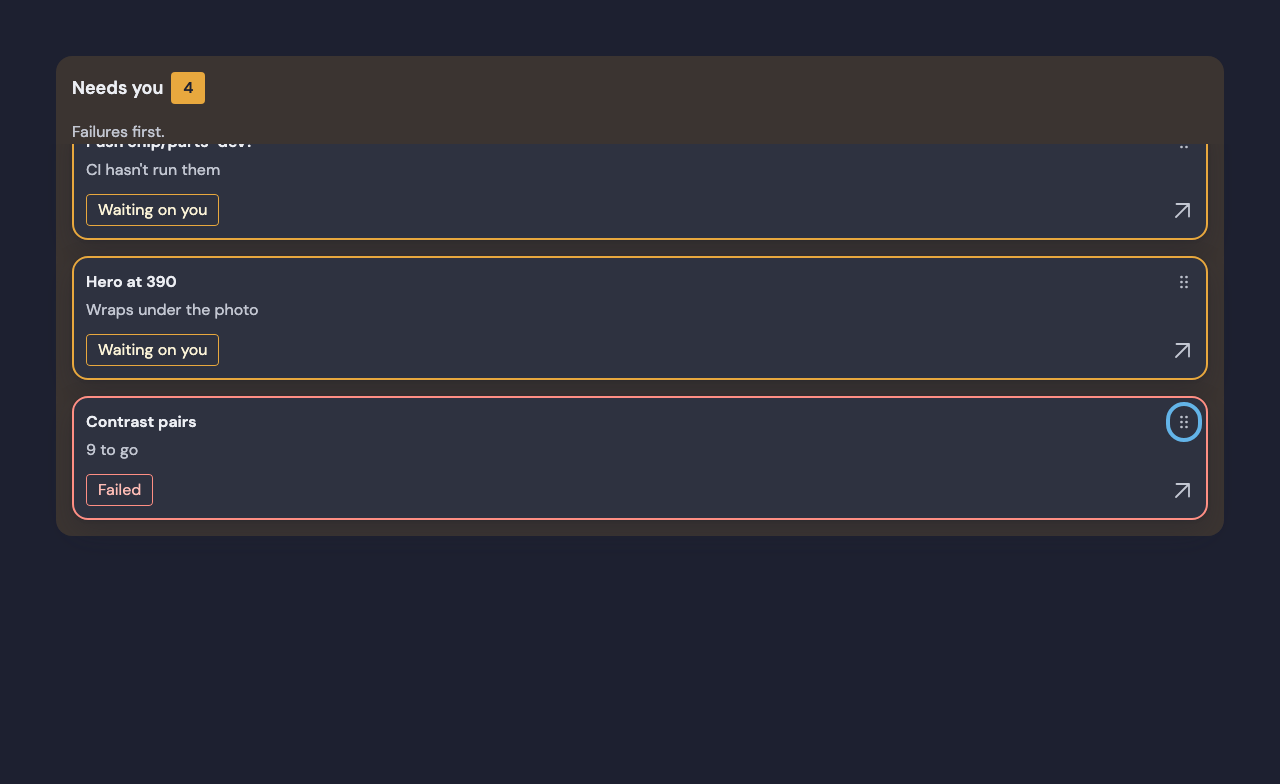 Needs you 4
Failures first.
CI hasn't run them
Waiting on you
Hero at 390
Wraps under the photo
Waiting on you
Contrast pairs
9 to go
Failed